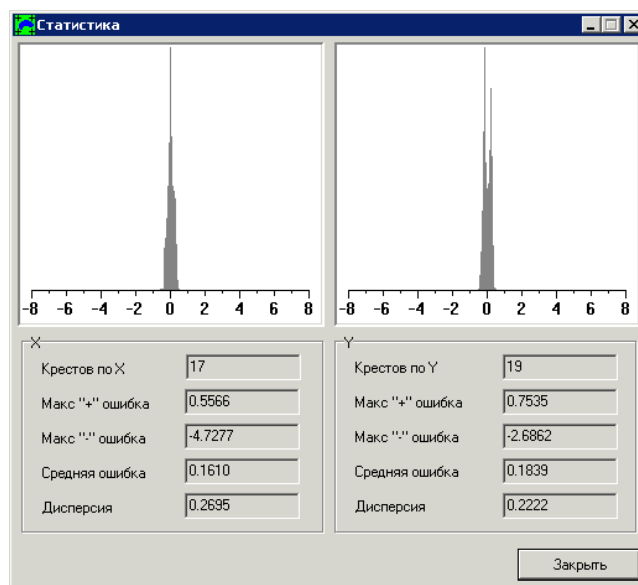 Статистика
-8 -6 -4 -2 0 2 4 6 8
-8 -6 -4 -2 0 2 4 6 8
X
Крестов по X 17
Макс "+" ошибка 0.5566
Макс "-" ошибка -4.7277
Средняя ошибка 0.1610
Дисперсия 0.2695
Y
Крестов по Y 19
Макс "+" ошибка 0.7535
Макс "-" ошибка -2.6862
Средняя ошибка 0.1839
Дисперсия 0.2222
Закрыть